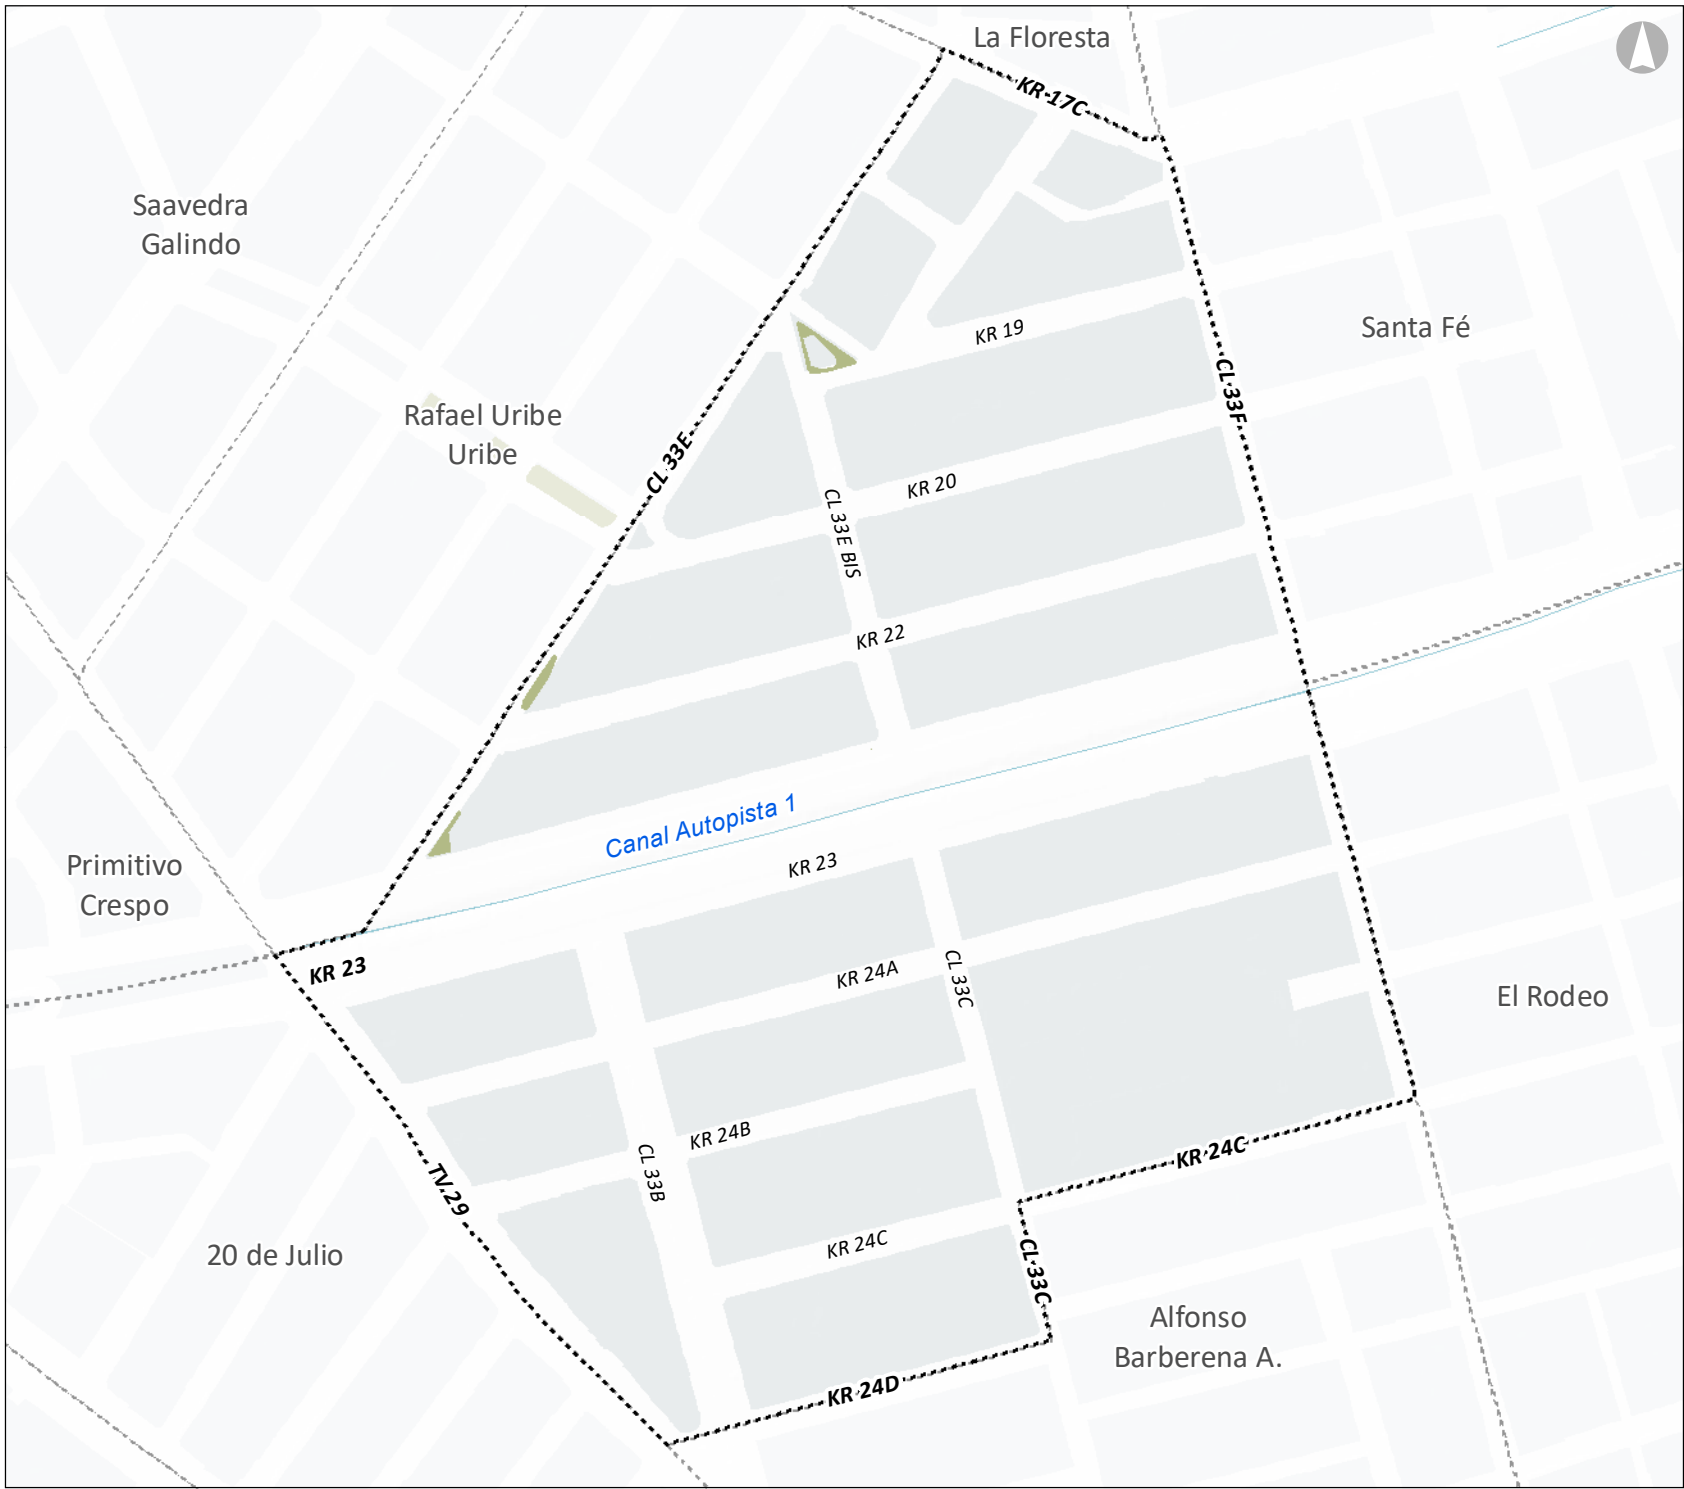 La Floresta
KR 17C
Saavedra
Galindo
Santa Fé
KR 19
CL 33F
Rafael Uribe
Uribe
CL 33E
KR 20
CL 33E BIS
KR 22
Canal Autopista 1
KR 23
Primitivo
Crespo
KR 23
KR 24A
CL 33C
El Rodeo
KR 24B
CL 33B
KR 24C
TV 29
20 de Julio
KR 24C
CL 33C
Alfonso
Barberena A.
KR 24D